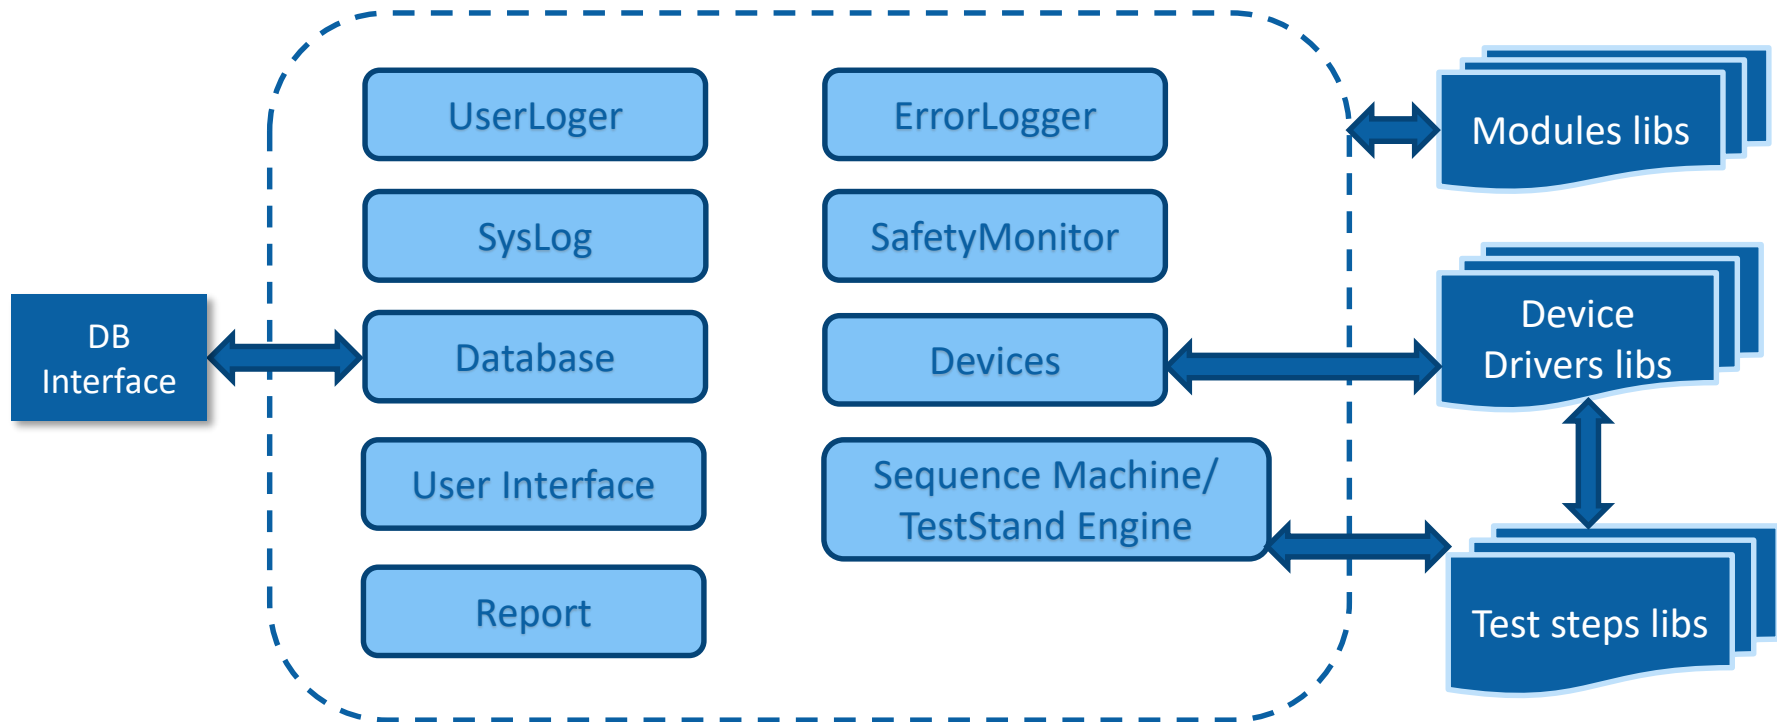 UserLoger
ErrorLogger
Modules libs
SysLog
SafetyMonitor
DB
Interface
Database
Devices
Device
Drivers libs
User Interface
Sequence Machine/
TestStand Engine
Report
Test steps libs